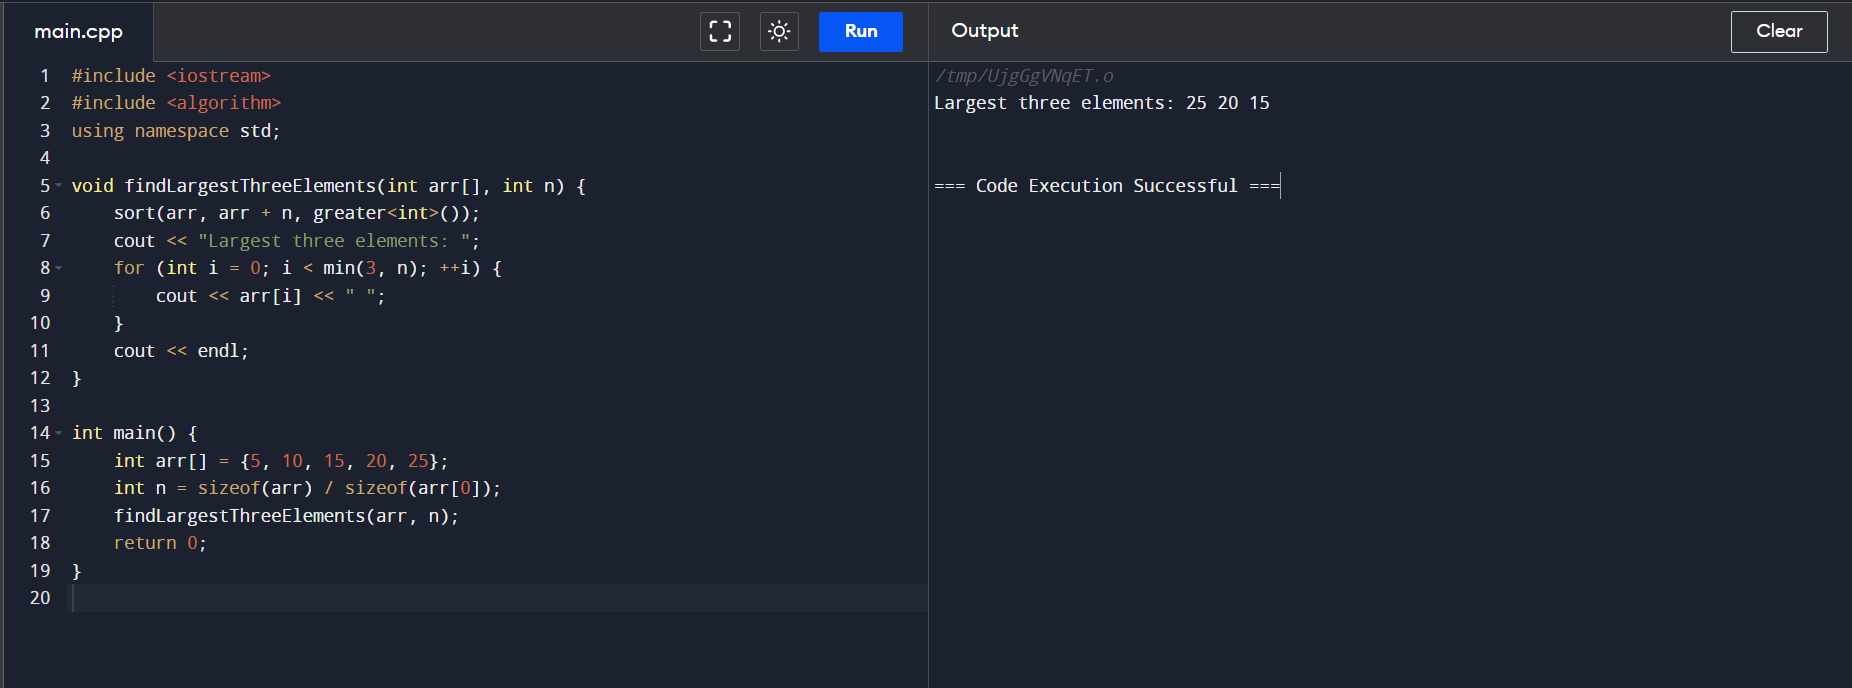 main.cpp
Run
1 #include <iostream>
2 #include <algorithm>
3 using namespace std;
4
5 void findLargestThreeElements(int arr[], int n) {
6     sort(arr, arr + n, greater<int>());
7     cout << "Largest three elements: ";
8     for (int i = 0; i < min(3, n); ++i) {
9         cout << arr[i] << " ";
10     }
11     cout << endl;
12 }
13
14 int main() {
15     int arr[] = {5, 10, 15, 20, 25};
16     int n = sizeof(arr) / sizeof(arr[0]);
17     findLargestThreeElements(arr, n);
18     return 0;
19 }
20
Output
Clear
/tmp/UjgGgVNqET.o
Largest three elements: 25 20 15
=== Code Execution Successful ===